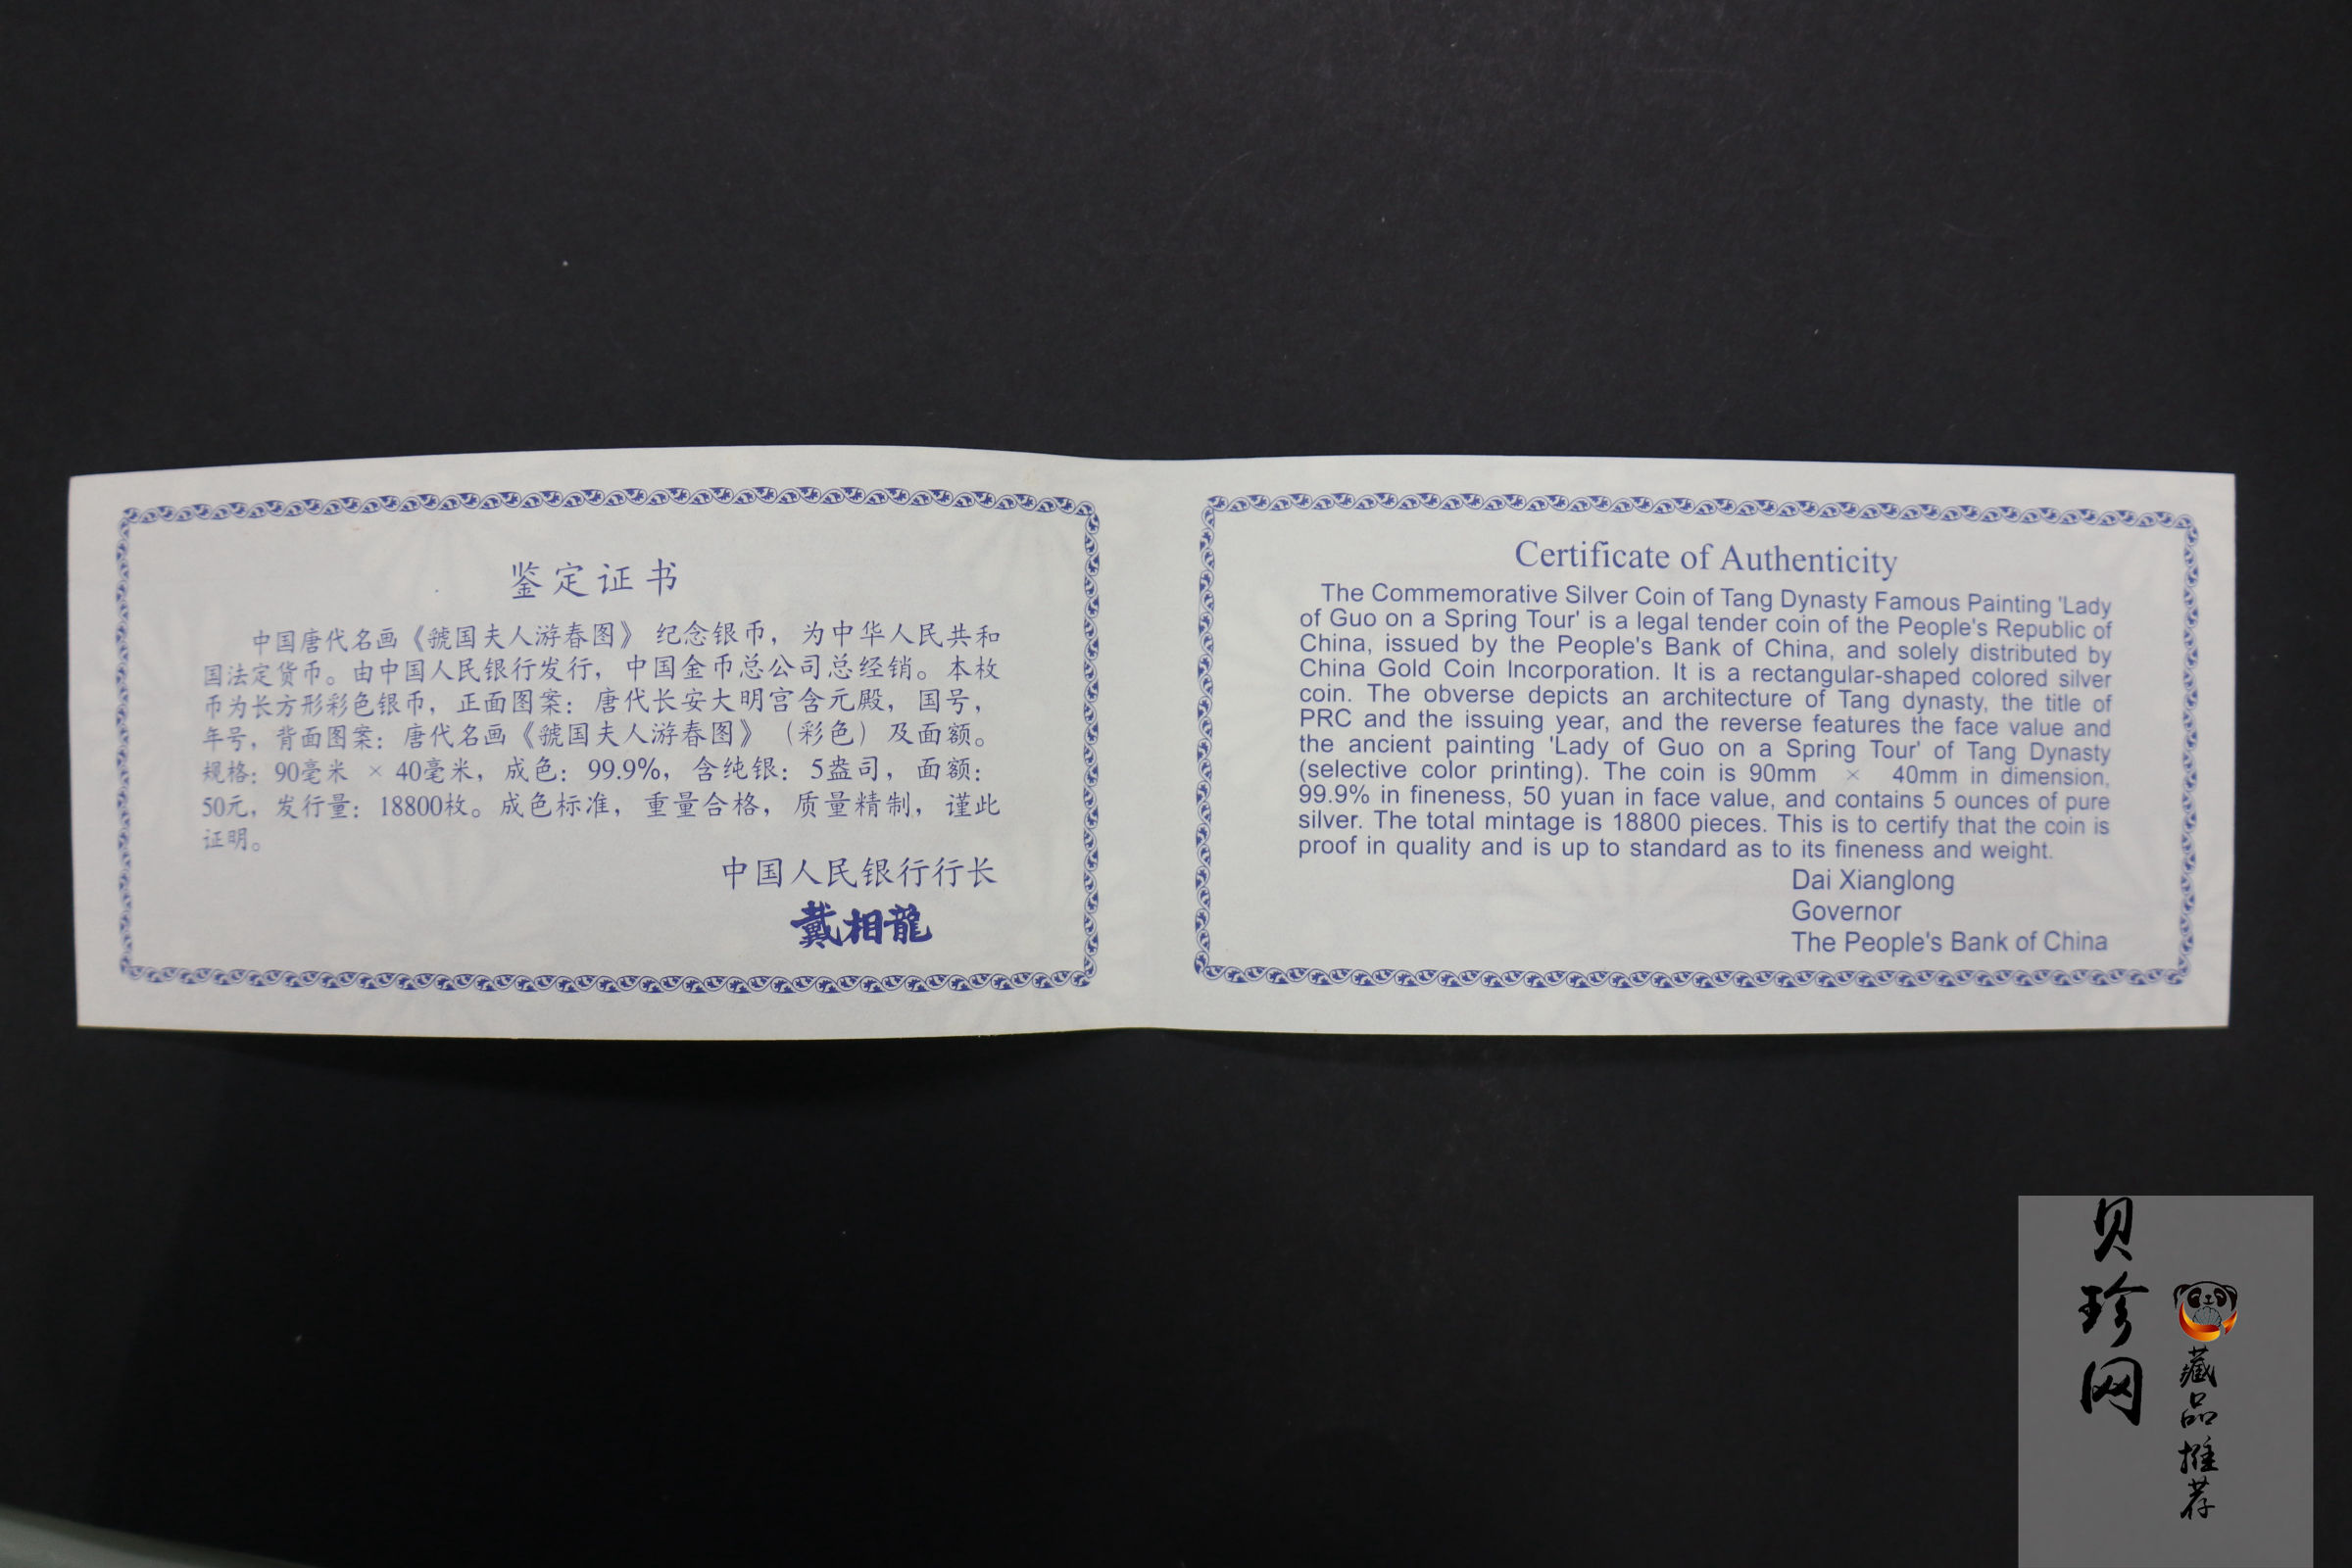 鉴定证书
中国唐代名画《虢国夫人游春图》 纪念银币，为中华人民共和
国法定货币。由中国人民银行发行，中国金币总公司总经销。本枚
币为长方形彩色银币，正面图案：唐代长安大明宫含元殿，国号，
年号，背面图案：唐代名画《虢国夫人游春图》（彩色）及面额。
规格：90毫米 × 40毫米，成色：99.9%，含纯银：5盎司，面额：
50元，发行量：18800枚。成色标准，重量合格，质量精制，谨此
证明。
中国人民银行行长
戴相龍
Certificate of Authenticity
The Commemorative Silver Coin of Tang Dynasty Famous Painting 'Lady
of Guo on a Spring Tour' is a legal tender coin of the People's Republic of
China, issued by the People's Bank of China, and solely distributed by
China Gold Coin Incorporation. It is a rectangular-shaped colored silver
coin. The obverse depicts an architecture of Tang dynasty, the title of
PRC and the issuing year, and the reverse features the face value and
the ancient painting 'Lady of Guo on a Spring Tour' of Tang Dynasty
(selective color printing). The coin is 90mm × 40mm in dimension,
99.9% in fineness, 50 yuan in face value, and contains 5 ounces of pure
silver. The total mintage is 18800 pieces. This is to certify that the coin is
proof in quality and is up to standard as to its fineness and weight.
Dai Xianglong
Governor
The People's Bank of China
贝珍网
藏品推荐